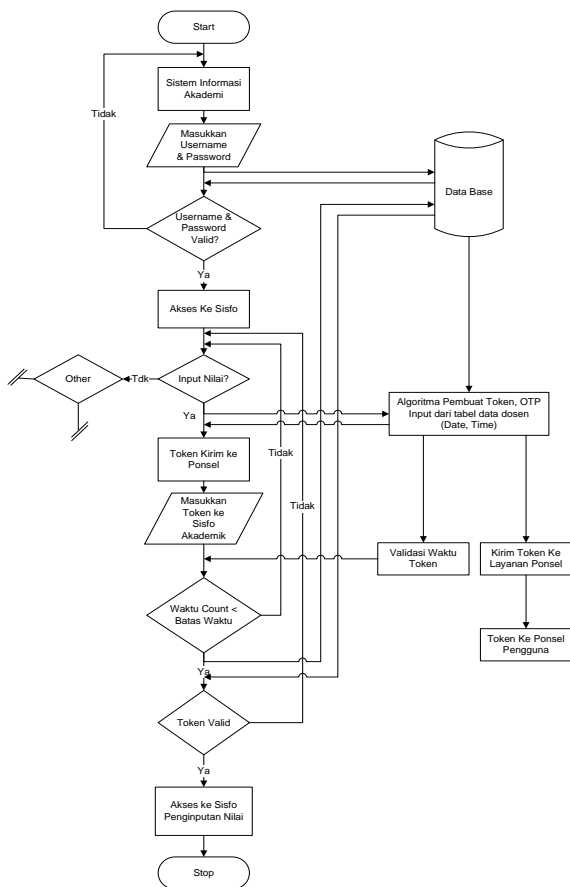 Start
Sistem Informasi
Akademi
Tidak
Masukkan
Username
& Password
Data Base
Username &
Password
Valid?
Ya
Akses Ke Sisfo
Other
Tdk
Input Nilai?
Algoritma Pembuat Token, OTP
Input dari tabel data dosen
(Date, Time)
Ya
Token Kirim ke
Ponsel
Tidak
Tidak
Masukkan
Token ke
Sisfo
Akademik
Validasi Waktu
Token
Kirim Token Ke
Layanan Ponsel
Waktu Count <
Batas Waktu
Token Ke Ponsel
Pengguna
Ya
Token Valid
Ya
Akses ke Sisfo
Penginputan Nilai
Stop